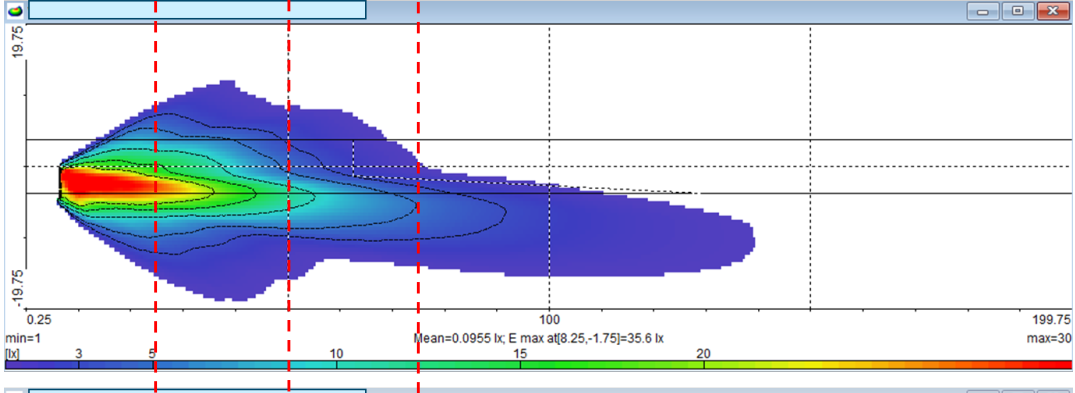 19.75
-19.75
0.25 100 199.75
min=1 Mean=0.0955 lx; E max at[8.25,-1.75]=35.6 lx max=30
[lx] 3 5 10 15 20